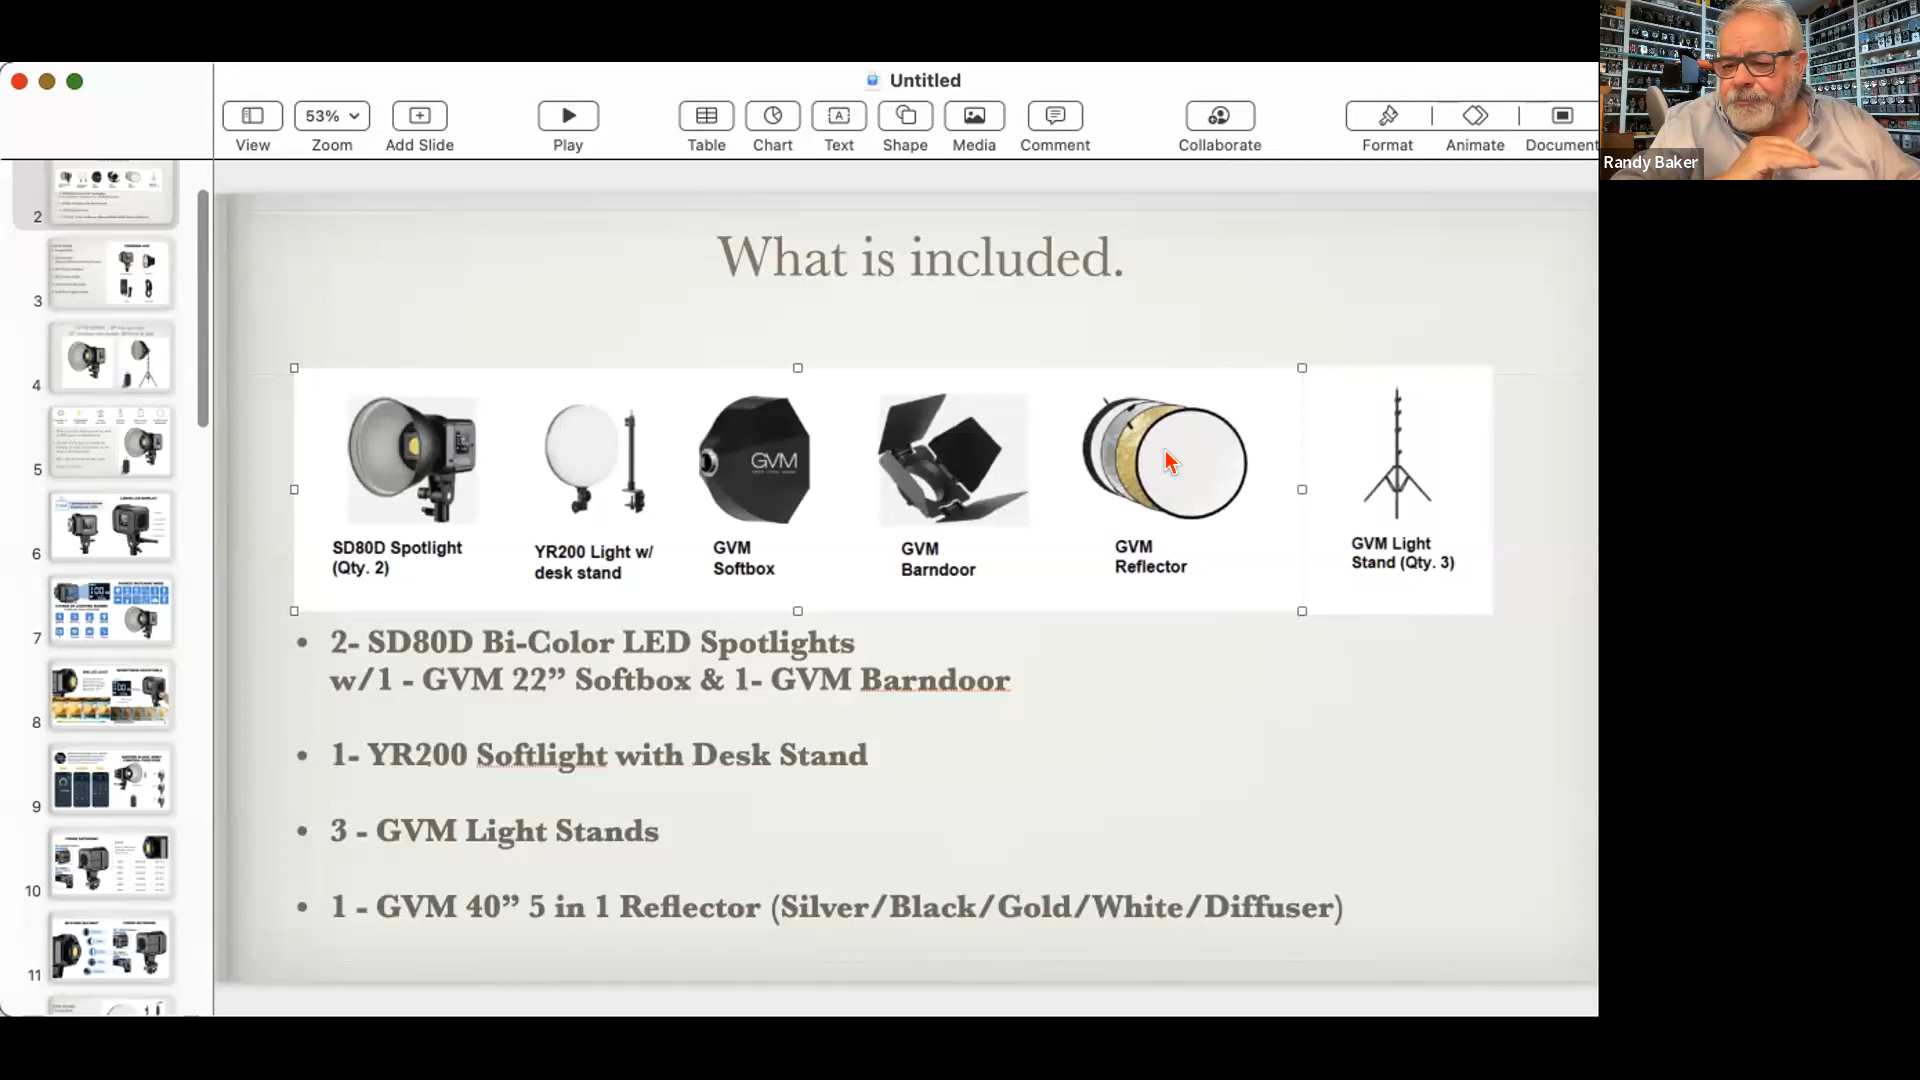 Untitled
53%
View
Zoom
Add Slide
Play
Table
Chart
Text
Shape
Media
Comment
Collaborate
Format
Animate
Document
Randy Baker
2
3
4
5
6
7
8
9
10
11
What is included.
GVM
SD80D Spotlight
(Qty. 2)
YR200 Light w/
desk stand
GVM
Softbox
GVM
Barndoor
GVM
Reflector
GVM Light
Stand (Qty. 3)
• 2- SD80D Bi-Color LED Spotlights
w/1 - GVM 22” Softbox & 1- GVM Barndoor
• 1- YR200 Softlight with Desk Stand
• 3 - GVM Light Stands
• 1 - GVM 40” 5 in 1 Reflector (Silver/Black/Gold/White/Diffuser)